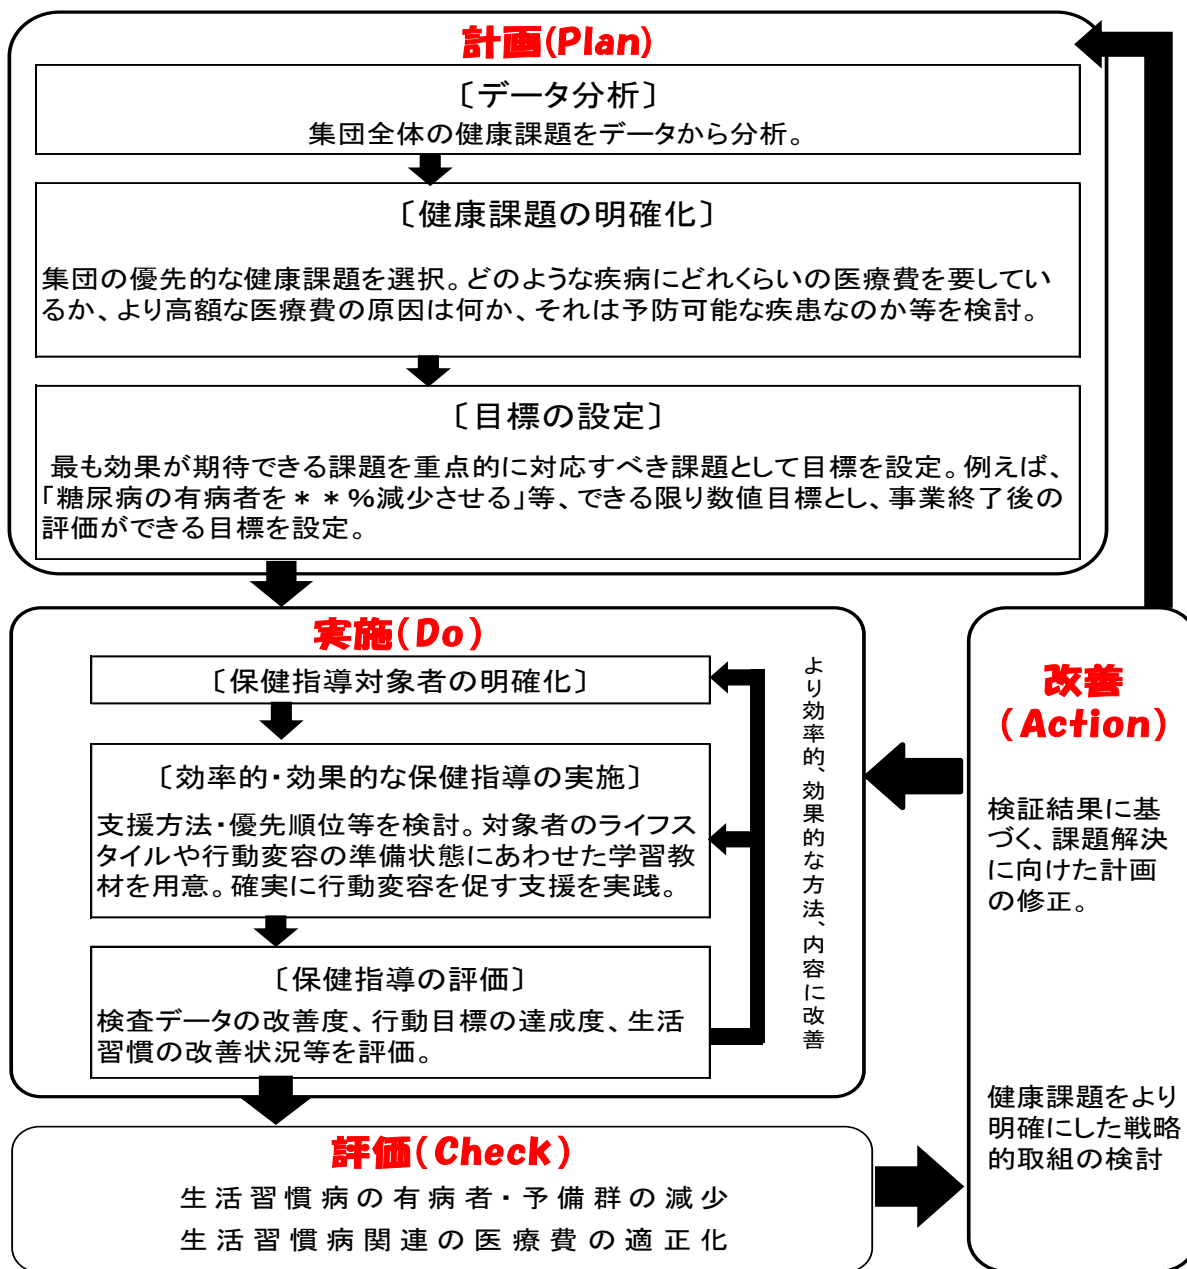 計画(Plan)
〔データ分析〕
集団全体の健康課題をデータから分析。
〔健康課題の明確化〕
集団の優先的な健康課題を選択。どのような疾病にどれくらいの医療費を要してい
るか、より高額な医療費の原因は何か、それは予防可能な疾患なのか等を検討。
〔目標の設定〕
最も効果が期待できる課題を重点的に対応すべき課題として目標を設定。例えば、
「糖尿病の有病者を＊＊％減少させる」等、できる限り数値目標とし、事業終了後の
評価ができる目標を設定。
実施(Do)
〔保健指導対象者の明確化〕
〔効率的・効果的な保健指導の実施〕
支援方法・優先順位等を検討。対象者のライフス
タイルや行動変容の準備状態にあわせた学習教
材を用意。確実に行動変容を促す支援を実践。
〔保健指導の評価〕
検査データの改善度、行動目標の達成度、生活
習慣の改善状況等を評価。
より効率的、効果的な方法、内容に改善
評価(Check)
生活習慣病の有病者・予備群の減少
生活習慣病関連の医療費の適正化
改善
(Action)
検証結果に基
づく、課題解決
に向けた計画
の修正。
健康課題をより
明確にした戦略
的取組の検討